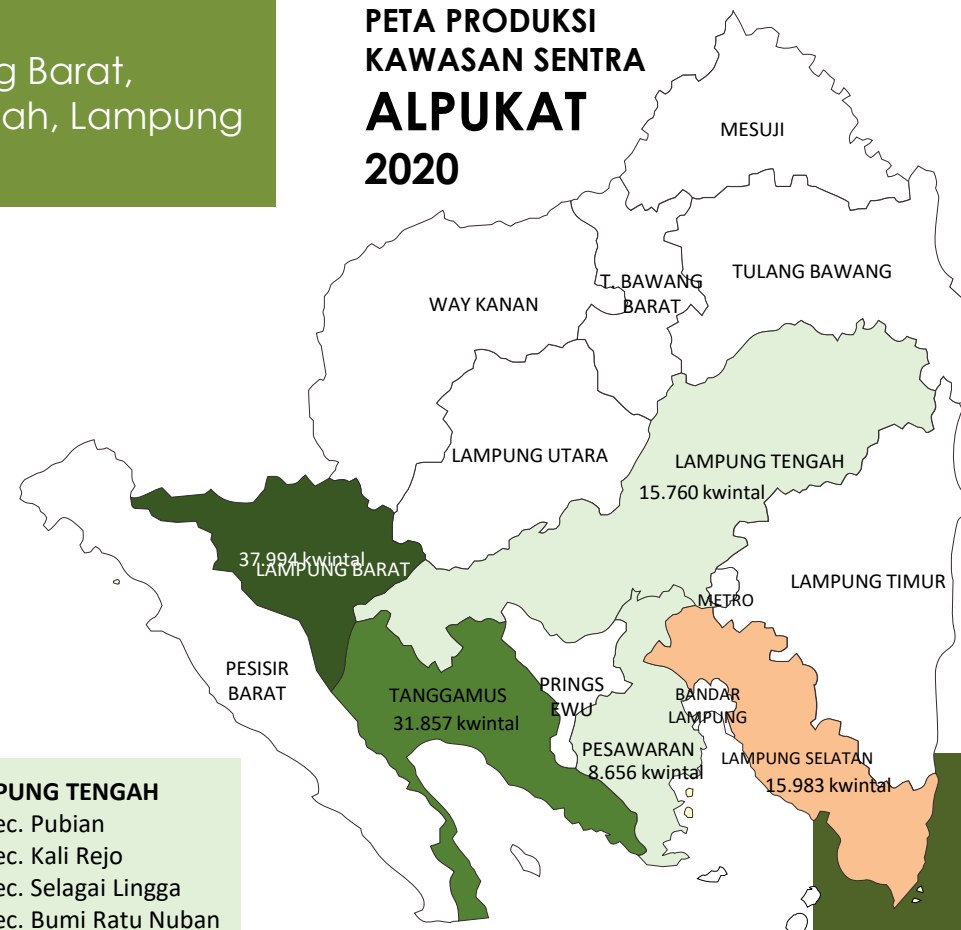 g Barat,
ah, Lampung
PETA PRODUKSI
KAWASAN SENTRA
ALPUKAT
2020
MESUJI
T. BAWANG
BARAT
TULANG BAWANG
WAY KANAN
LAMPUNG UTARA
LAMPUNG TENGAH
15.760 kwintal
37.994 kwintal
LAMPUNG BARAT
LAMPUNG TIMUR
METRO
PESISIR
BARAT
TANGGAMUS
31.857 kwintal
PRINGS
EWU
BANDAR
LAMPUNG
PESAWARAN
8.656 kwintal
LAMPUNG SELATAN
15.983 kwintal
PUNG TENGAH
ec. Pubian
ec. Kali Rejo
ec. Selagai Lingga
ec. Bumi Ratu Nuban